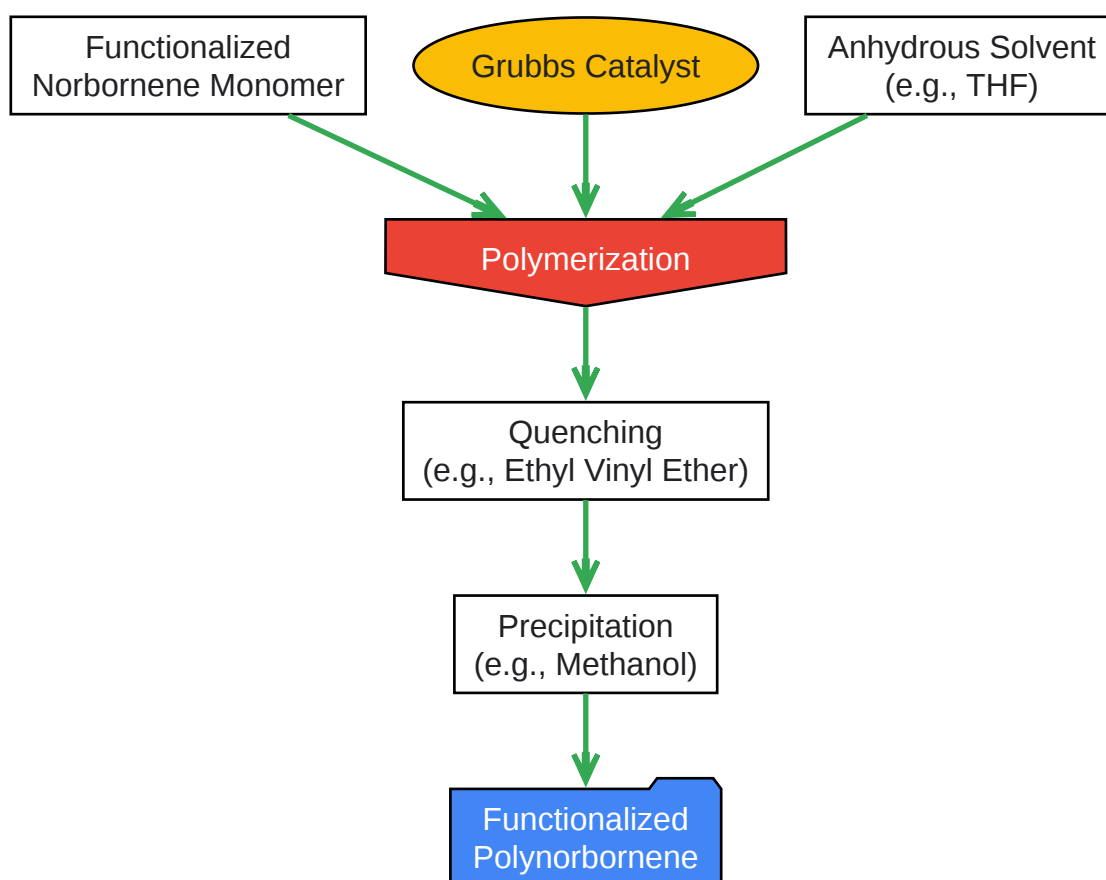 Functionalized
Norbornene Monomer
Grubbs Catalyst
Anhydrous Solvent
(e.g., THF)
Polymerization
Quenching
(e.g., Ethyl Vinyl Ether)
Precipitation
(e.g., Methanol)
Functionalized
Polynorbornene